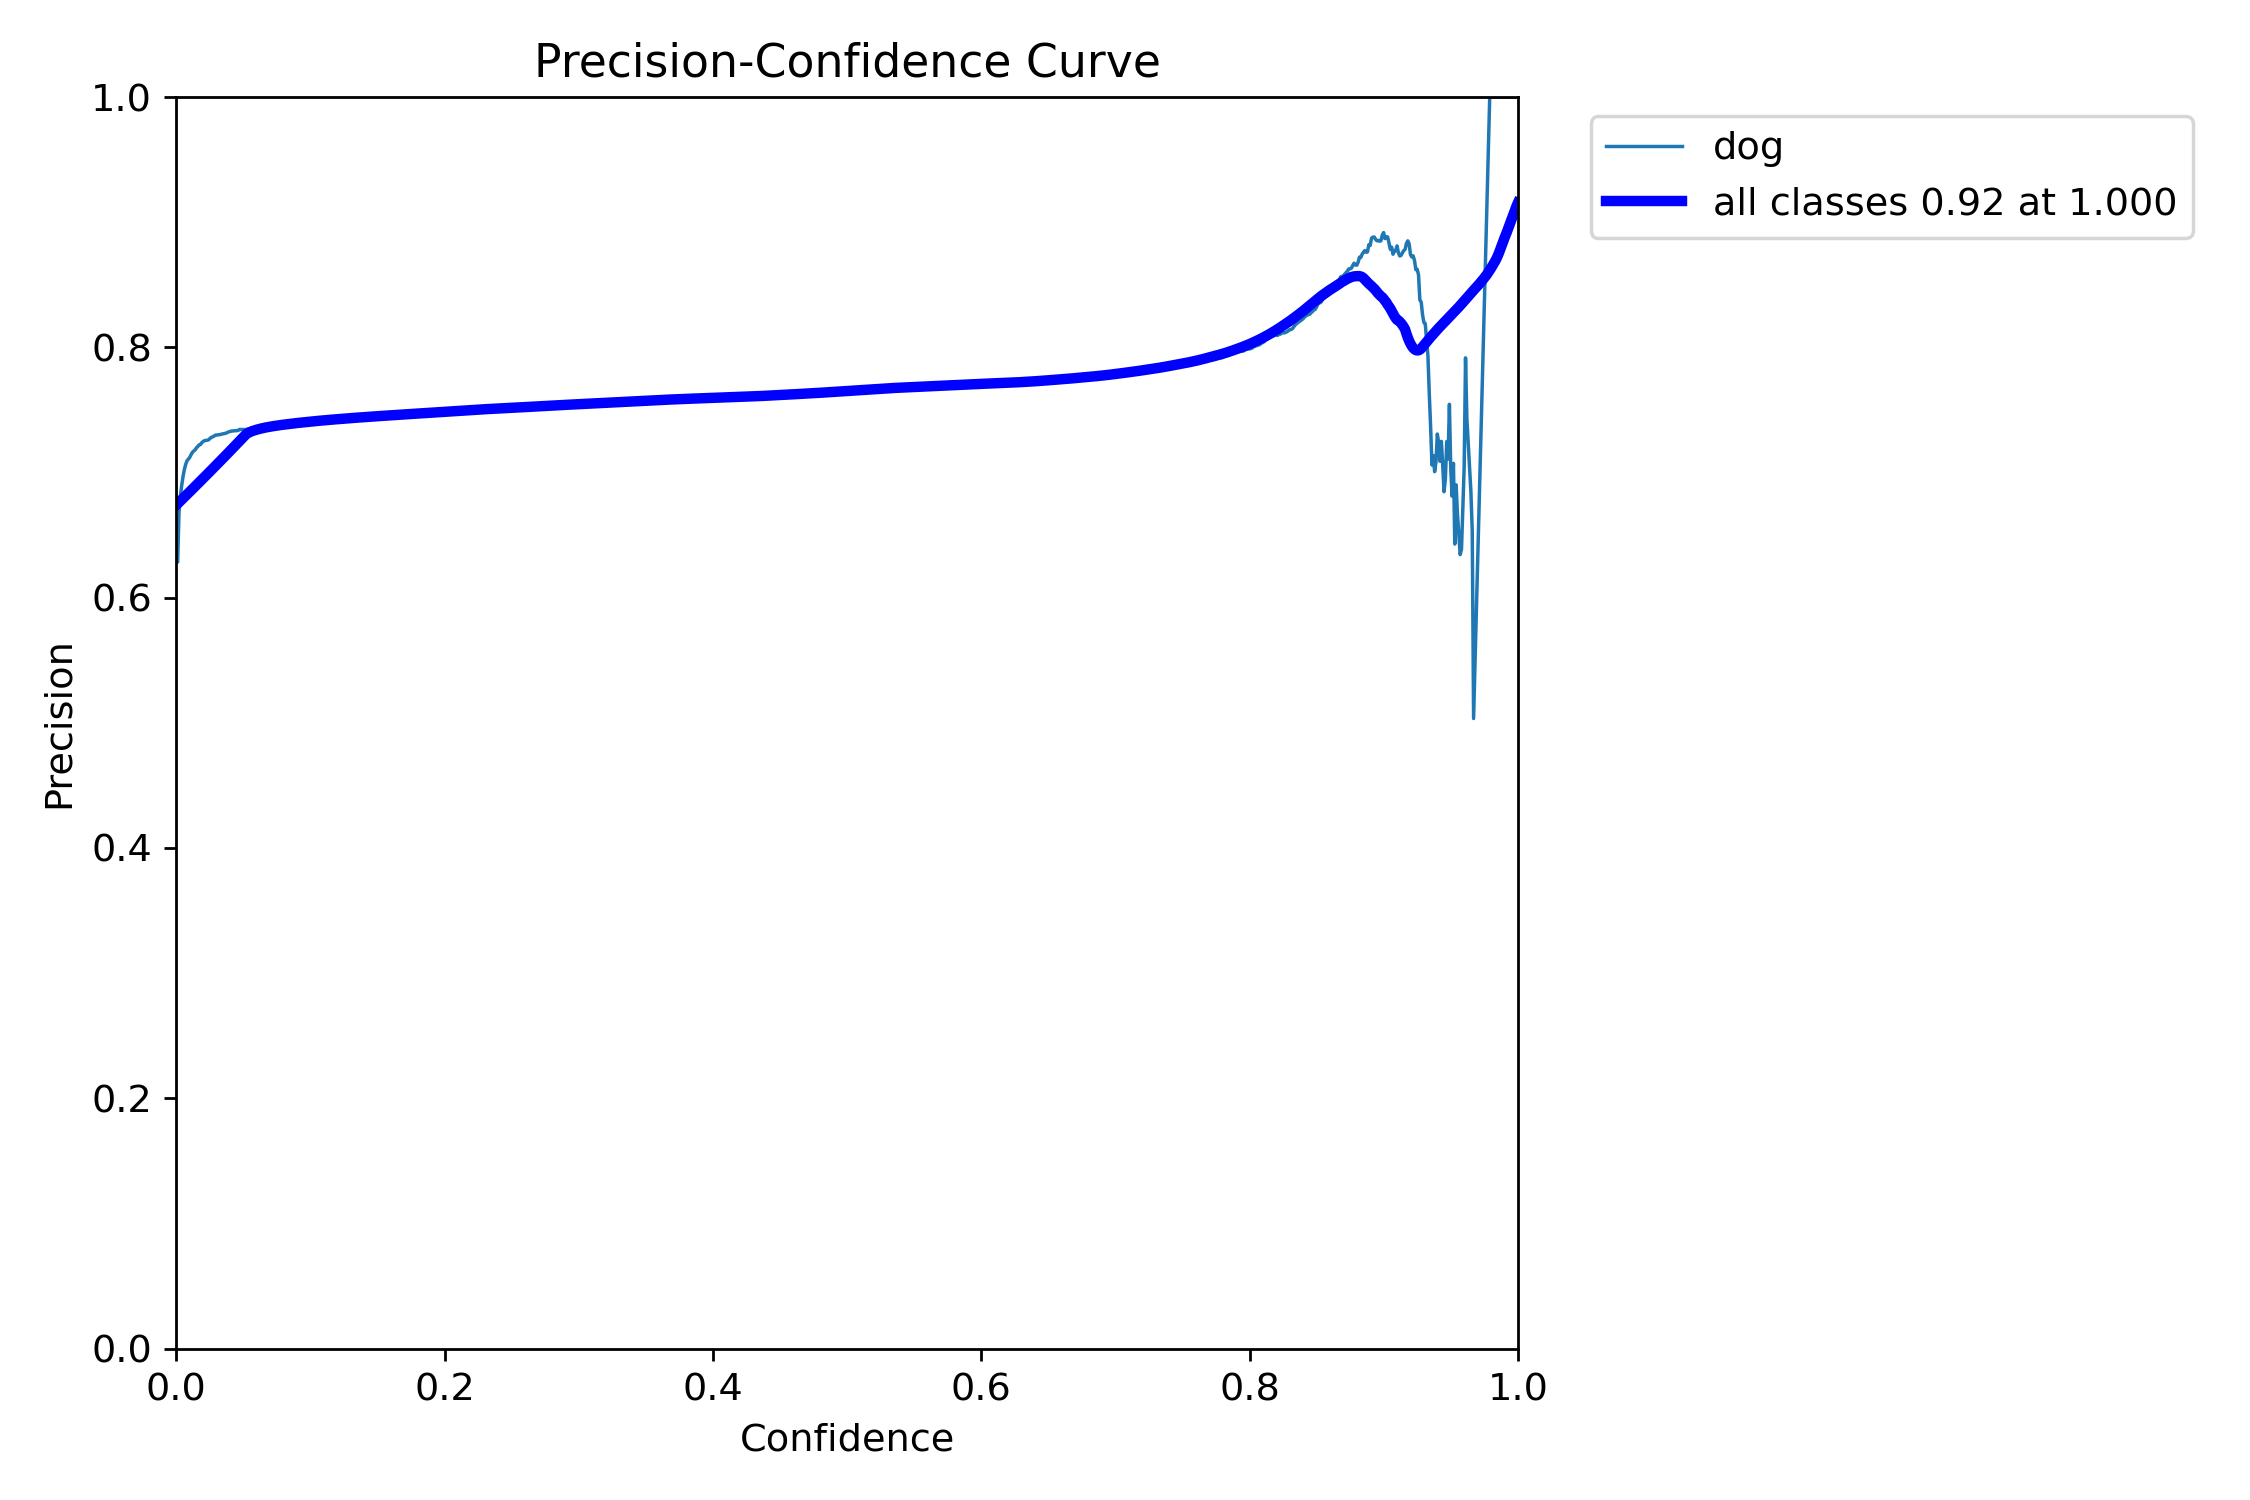 Precision-Confidence Curve
dog
all classes 0.92 at 1.000
1.0
0.8
0.6
0.4
0.2
0.0
Precision
0.0 0.2 0.4 0.6 0.8 1.0
Confidence